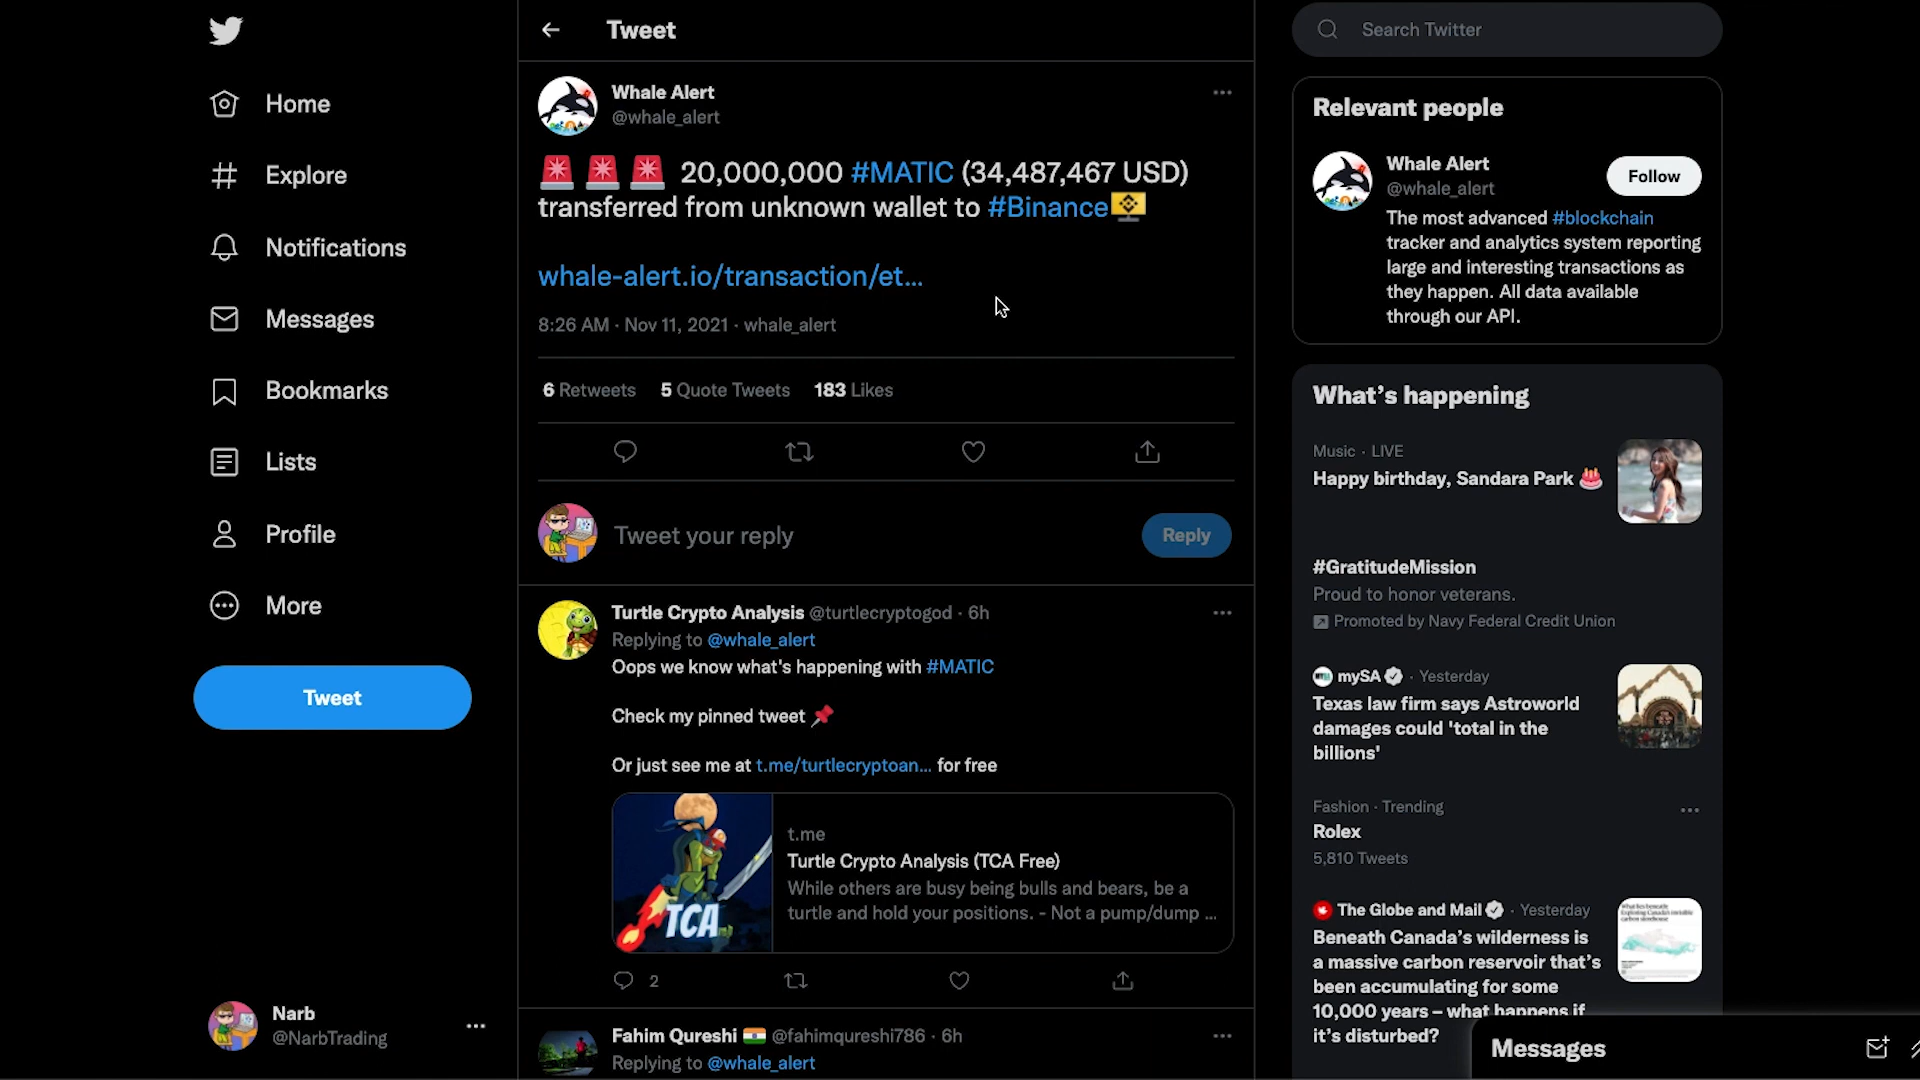 Home
Explore
Notifications
Messages
Bookmarks
Lists
Profile
More
Tweet
Narb
@NarbTrading
Tweet
Whale Alert
@whale_alert
20,000,000 #MATIC (34,487,467 USD)
transferred from unknown wallet to #Binance
whale-alert.io/transaction/et...
8:26 AM · Nov 11, 2021 · whale_alert
6 Retweets 5 Quote Tweets 183 Likes
Tweet your reply
Reply
Turtle Crypto Analysis @turtlecryptogod · 6h
Replying to @whale_alert
Oops we know what's happening with #MATIC
Check my pinned tweet
Or just see me at t.me/turtlecryptoan... for free
TCA
t.me
Turtle Crypto Analysis (TCA Free)
While others are busy being bulls and bears, be a
turtle and hold your positions. - Not a pump/dump ...
2
Fahim Qureshi @fahimqureshi786 · 6h
Replying to @whale_alert
Search Twitter
Relevant people
Whale Alert
@whale_alert
Follow
The most advanced #blockchain
tracker and analytics system reporting
large and interesting transactions as
they happen. All data available
through our API.
What's happening
Music · LIVE
Happy birthday, Sandara Park
#GratitudeMission
Proud to honor veterans.
Promoted by Navy Federal Credit Union
mySA · Yesterday
Texas law firm says Astroworld
damages could 'total in the
billions'
Fashion · Trending
Rolex
5,810 Tweets
The Globe and Mail · Yesterday
Beneath Canada's wilderness is
a massive carbon reservoir that's
been accumulating for some
10,000 years – what happens if
it's disturbed?
Messages